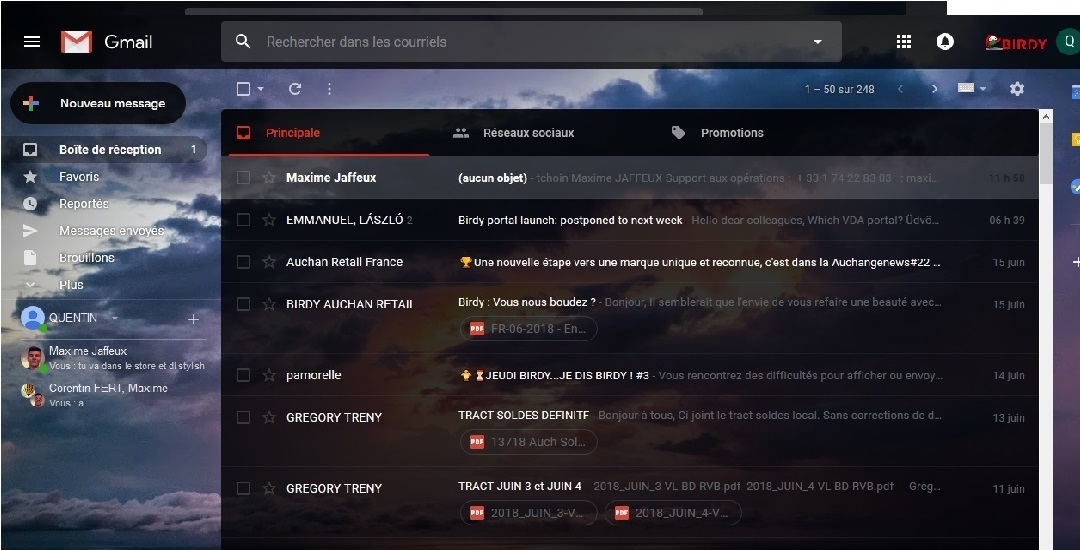 Gmail
Rechercher dans les courriels
BIRDY
Q
Nouveau message
1 – 50 sur 248
Boîte de réception 1
Favoris
Reportés
Messages envoyés
Brouillons
Plus
QUENTIN
Maxime Jaffeux
Vous : tu va dans le store et di stylsh
Corentin FERT, Maxime
Vous : a
Principale
Réseaux sociaux
Promotions
Maxime Jaffeux (aucun objet) - tchoin Maxime JAFFEUX Support aux opérations : + 33 1 74 22 83 03 : maxi... 11 h 50
EMMANUEL, LÁSZLÓ 2 Birdy portal launch: postponed to next week Hello dear colleagues, Which VDA portal? Üdvö... 06 h 39
Auchan Retail France 🏆Une nouvelle étape vers une marque unique et reconnue, c'est dans la Auchangenews#22 ... 15 juin
BIRDY AUCHAN RETAIL Birdy : Vous nous boudez ? - Bonjour, Il semblerait que l'envie de vous refaire une beauté avec... 15 juin
PDF FR-06-2018 - En...
pamorelle JEUDI BIRDY...JE DIS BIRDY ! #3 - Vous rencontrez des difficultés pour afficher ou envoy... 14 juin
GREGORY TRENY TRACT SOLDES DEFINITF Bonjour à tous, Ci joint le tract soldes local. Sans corrections de d... 13 juin
PDF 13718 Auch Sol...
GREGORY TRENY TRACT JUIN 3 et JUIN 4 2018_JUIN_3 VL BD RVB.pdf 2018_JUIN_4 VL BD RVB.pdf Greg... 11 juin
PDF 2018_JUIN_3-V...
PDF 2018_JUIN_4-V...